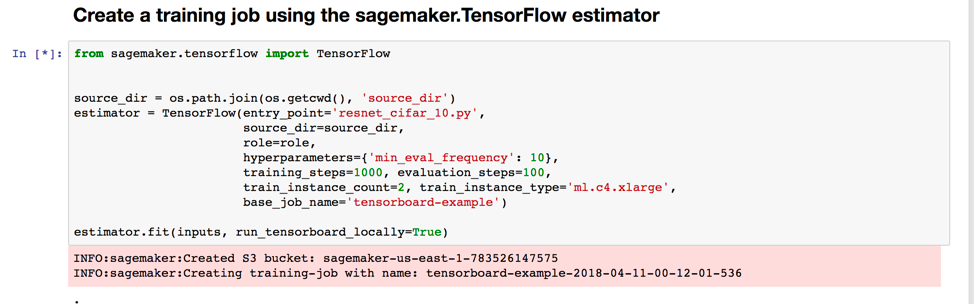 Create a training job using the sagemaker.TensorFlow estimator
In [*]: from sagemaker.tensorflow import TensorFlow
source_dir = os.path.join(os.getcwd(), 'source_dir')
estimator = TensorFlow(entry_point='resnet_cifar_10.py',
source_dir=source_dir,
role=role,
hyperparameters={'min_eval_frequency': 10},
training_steps=1000, evaluation_steps=100,
train_instance_count=2, train_instance_type='ml.c4.xlarge',
base_job_name='tensorboard-example')
estimator.fit(inputs, run_tensorboard_locally=True)
INFO:sagemaker:Created S3 bucket: sagemaker-us-east-1-783526147575
INFO:sagemaker:Creating training-job with name: tensorboard-example-2018-04-11-00-12-01-536
.